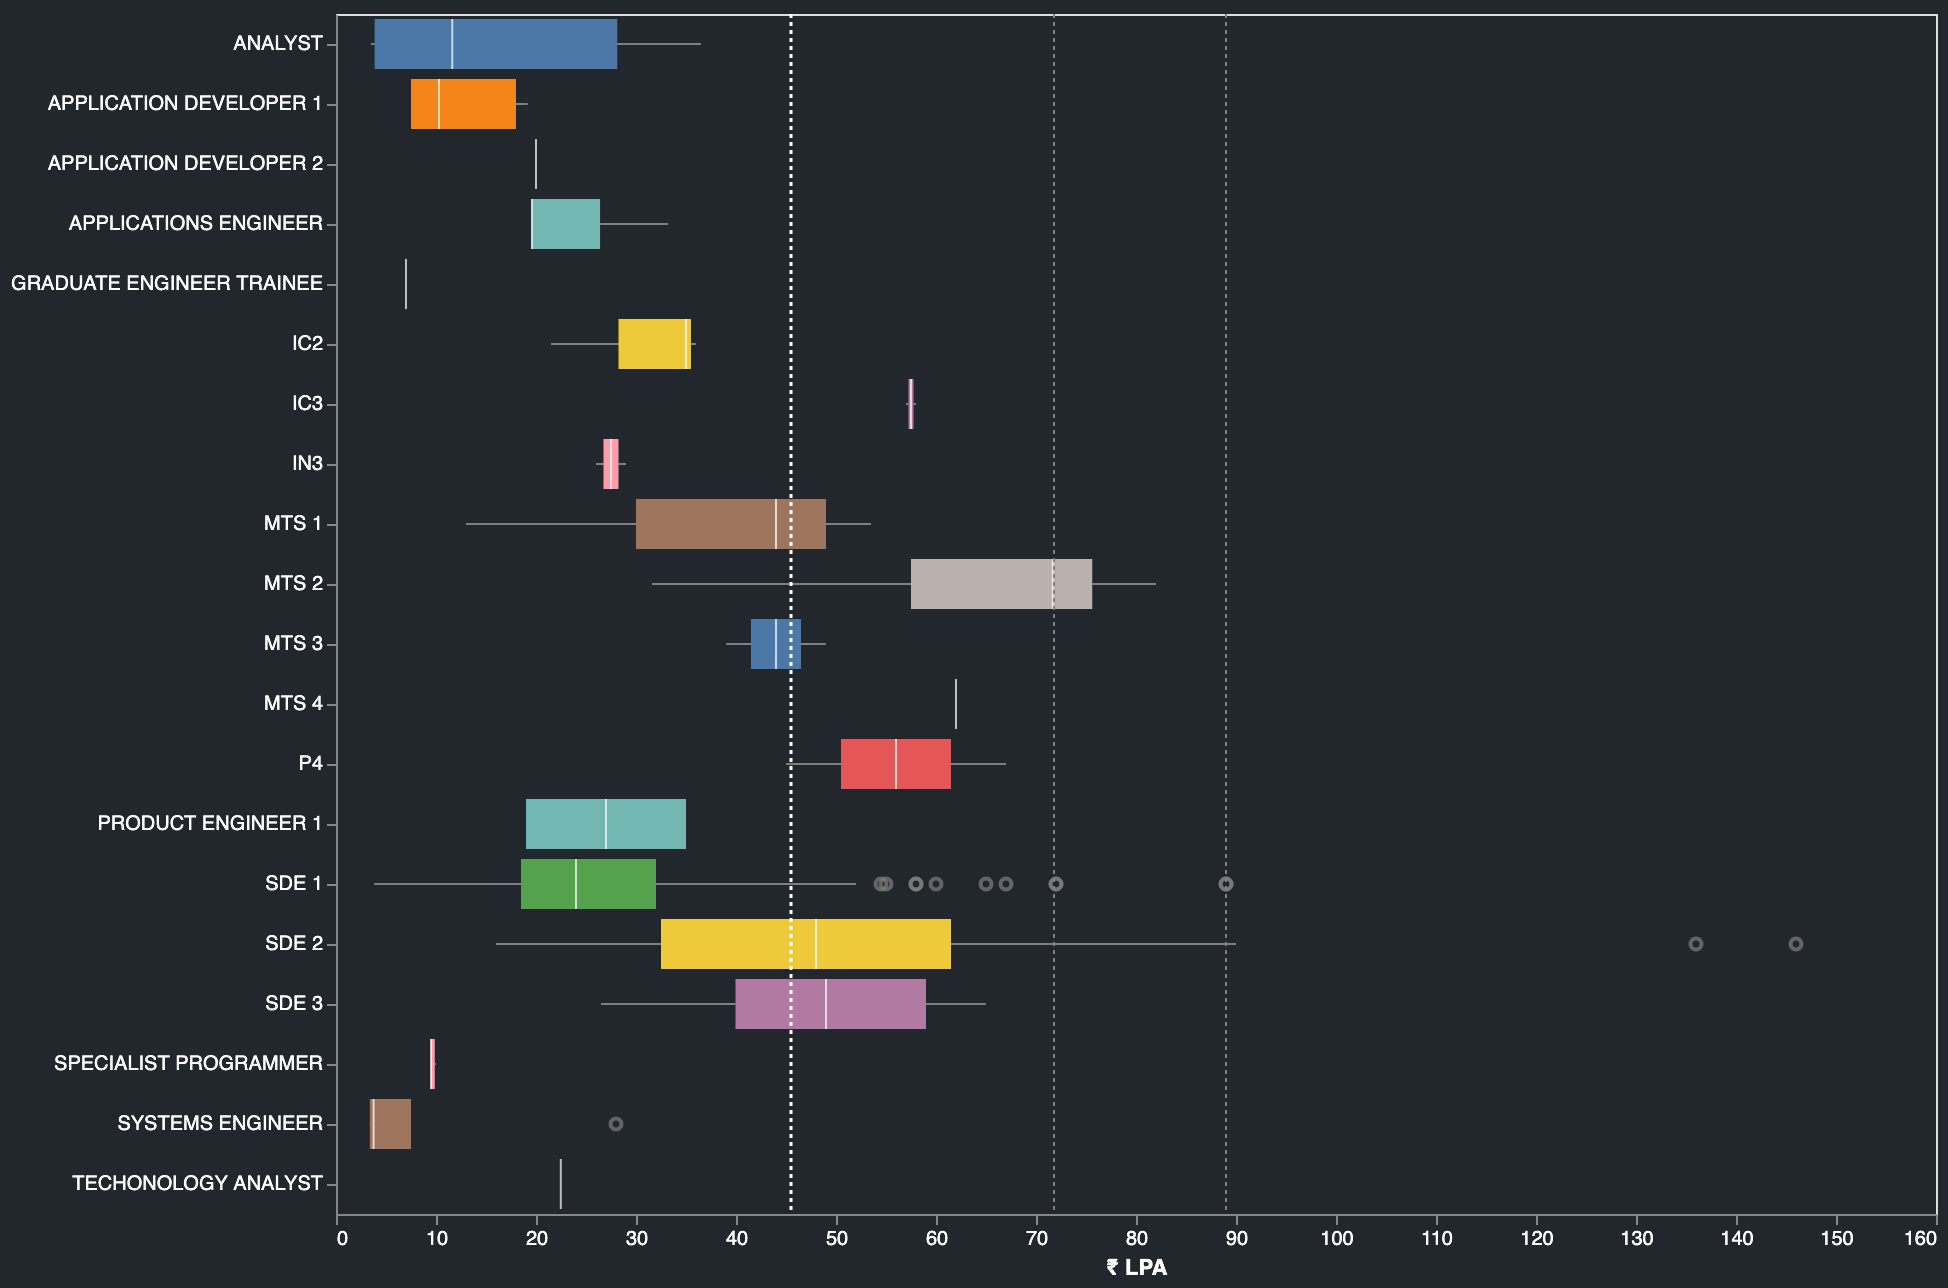 ANALYST
APPLICATION DEVELOPER 1
APPLICATION DEVELOPER 2
APPLICATIONS ENGINEER
GRADUATE ENGINEER TRAINEE
IC2
IC3
IN3
MTS 1
MTS 2
MTS 3
MTS 4
P4
PRODUCT ENGINEER 1
SDE 1
SDE 2
SDE 3
SPECIALIST PROGRAMMER
SYSTEMS ENGINEER
TECHONOLOGY ANALYST
0 10 20 30 40 50 60 70 80 90 100 110 120 130 140 150 160
₹ LPA